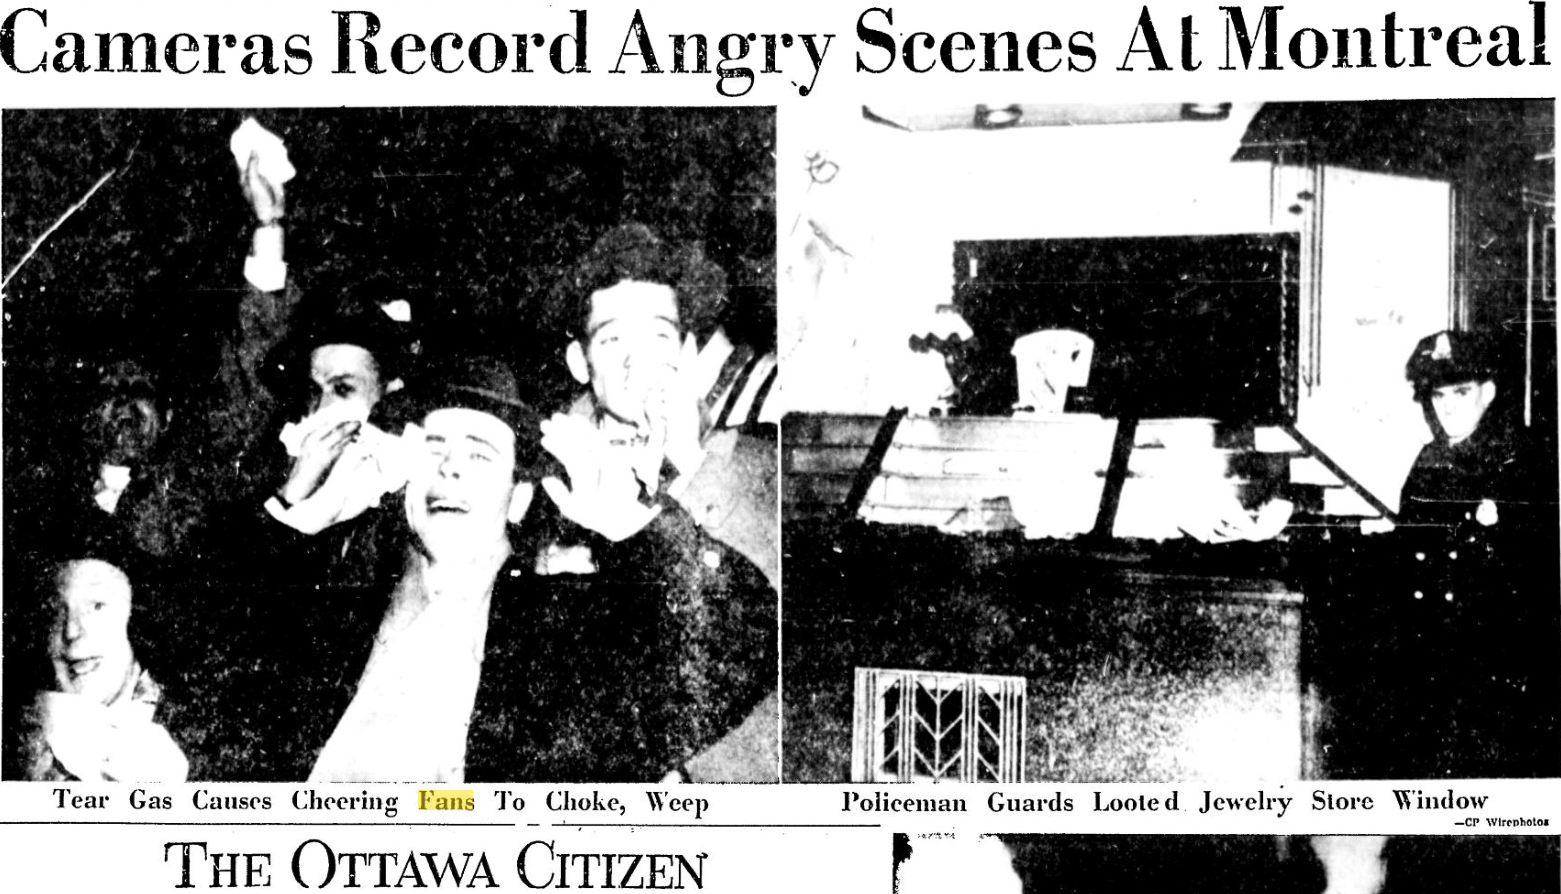 Cameras Record Angry Scenes At Montreal
Tear Gas Causes Cheering Fans To Choke, Weep
Policeman Guards Looted Jewelry Store Window
—CP Wirephotos
THE OTTAWA CITIZEN